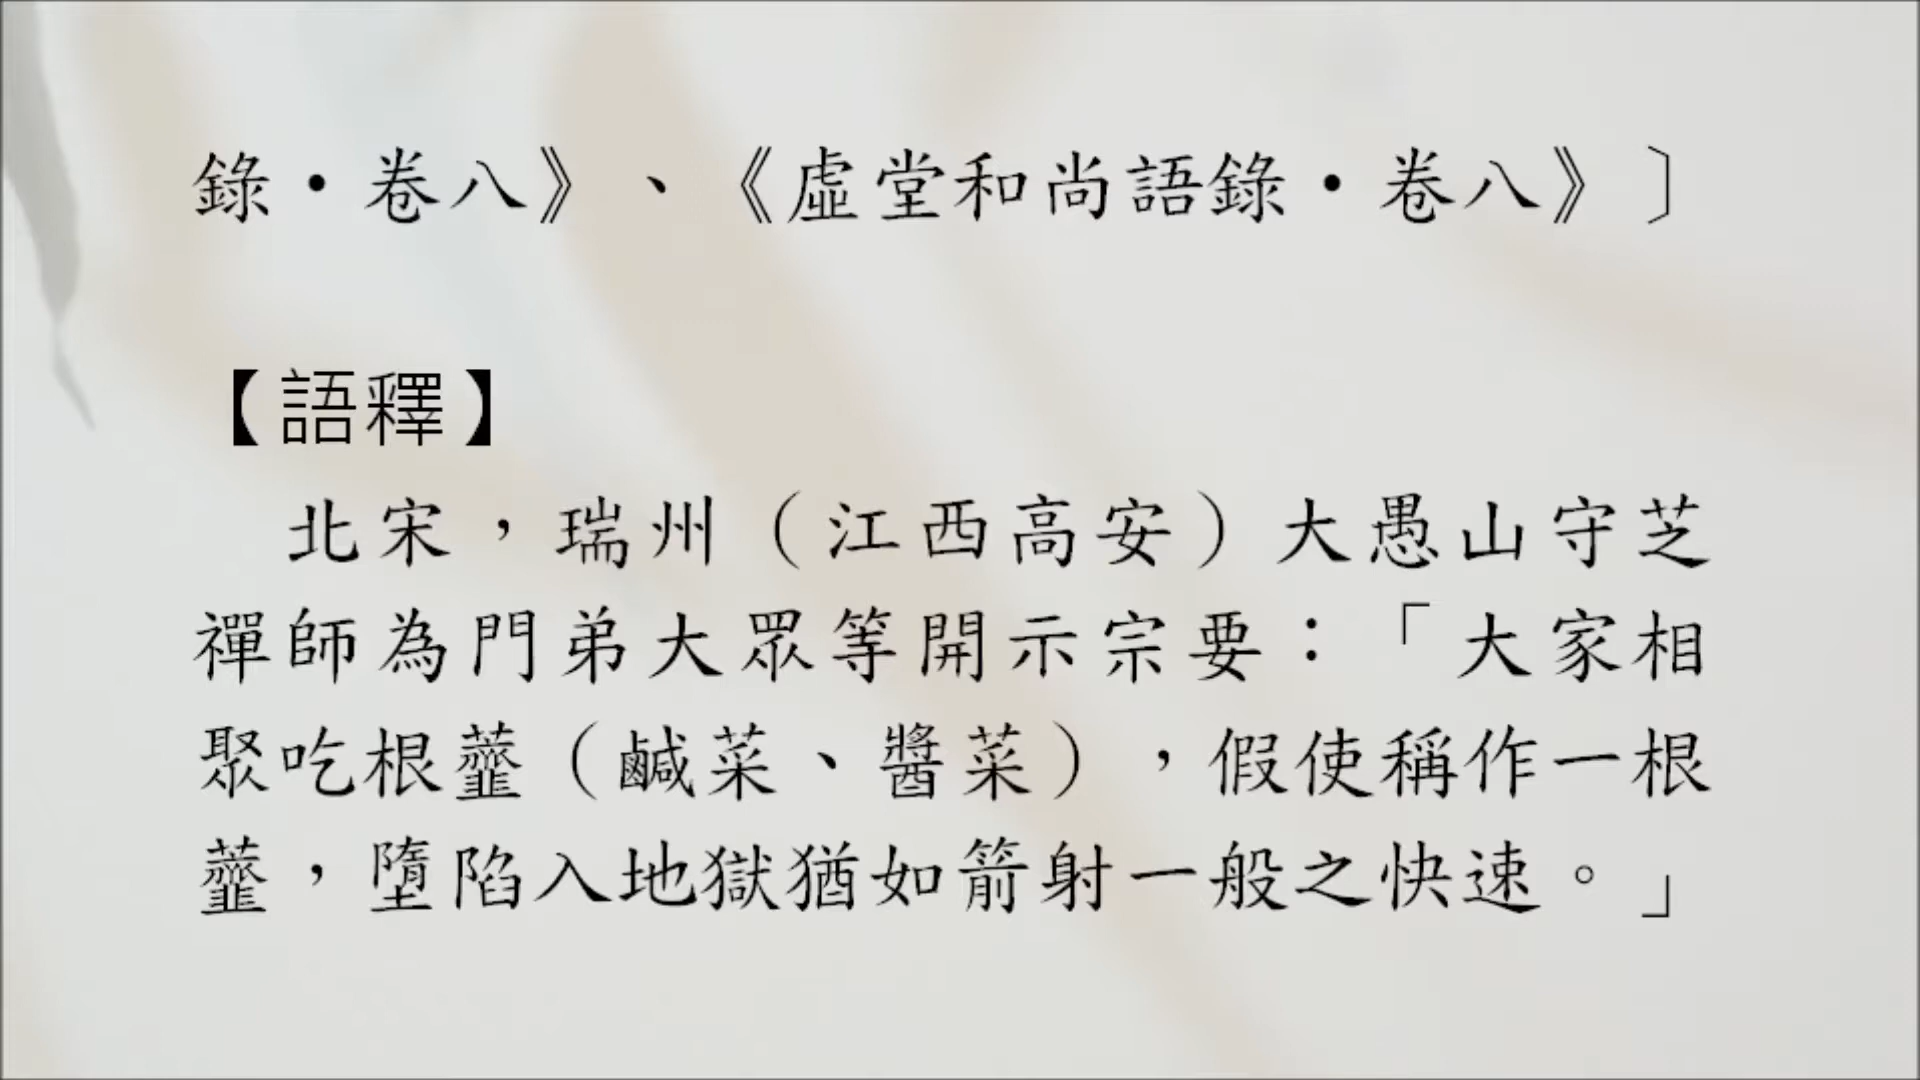 錄・卷八》、《虛堂和尚語錄・卷八》〕
【語釋】
北宋，瑞州（江西高安）大愚山守芝
禪師為門弟大眾等開示宗要：「大家相
聚吃根虀（鹹菜、醬菜），假使稱作一根
虀，墮陷入地獄猶如箭射一般之快速。」